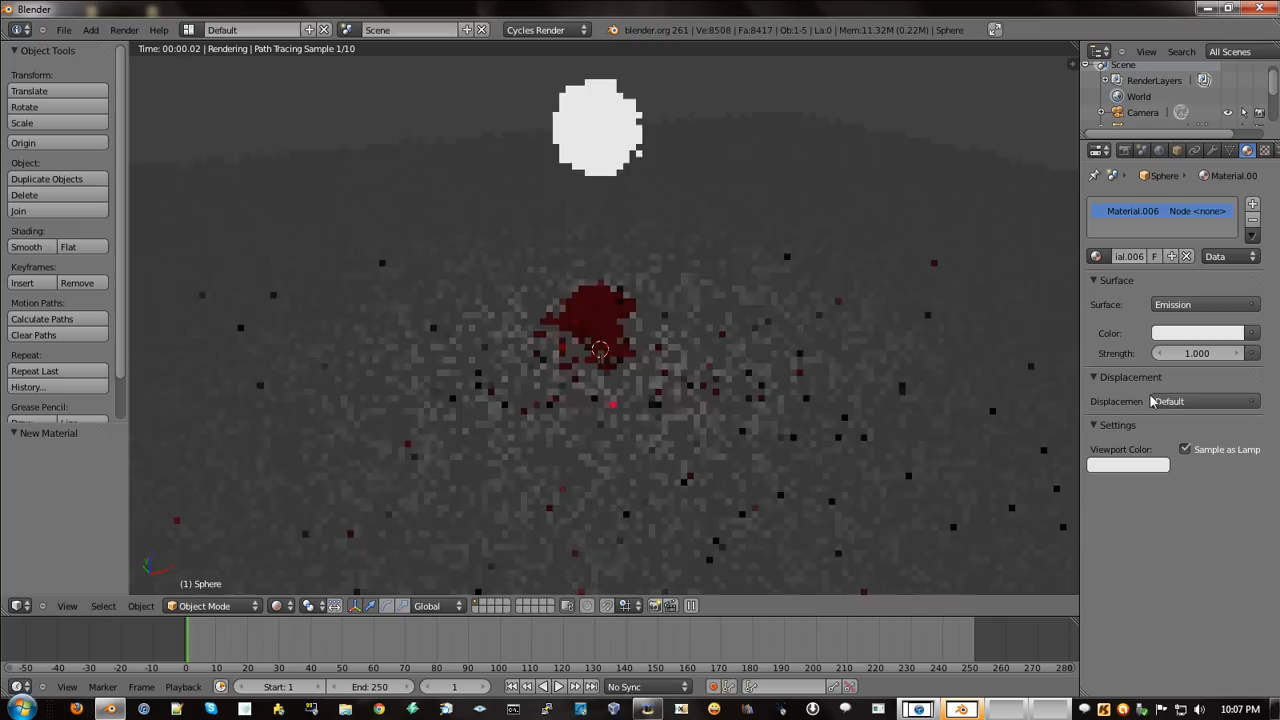 Blender
File Add Render Help Default Scene Cycles Render blender.org 261 | Ve:8508 | Fa:8417 | Ob:1-5 | La:0 | Mem:11.32M (0.22M) | Sphere
Object Tools
Transform:
Translate
Rotate
Scale
Origin
Object:
Duplicate Objects
Delete
Join
Shading:
Smooth Flat
Keyframes:
Insert Remove
Motion Paths:
Calculate Paths
Clear Paths
Repeat:
Repeat Last
History...
Grease Pencil:
New Material
Time: 00:00.02 | Rendering | Path Tracing Sample 1/10
(1) Sphere
View Select Object Object Mode Global
View Search All Scenes
Scene
RenderLayers
World
Camera
Sphere Material.00
Material.006 Node <none>
ial.006 F Data
Surface
Surface: Emission
Color:
Strength: 1.000
Displacement
Displacemen Default
Settings
Viewport Color: Sample as Lamp
-50 -40 -30 -20 -10 0 10 20 30 40 50 60 70 80 90 100 110 120 130 140 150 160 170 180 190 200 210 220 230 240 250 260 270 280
View Marker Frame Playback Start: 1 End: 250 1 No Sync
10:07 PM